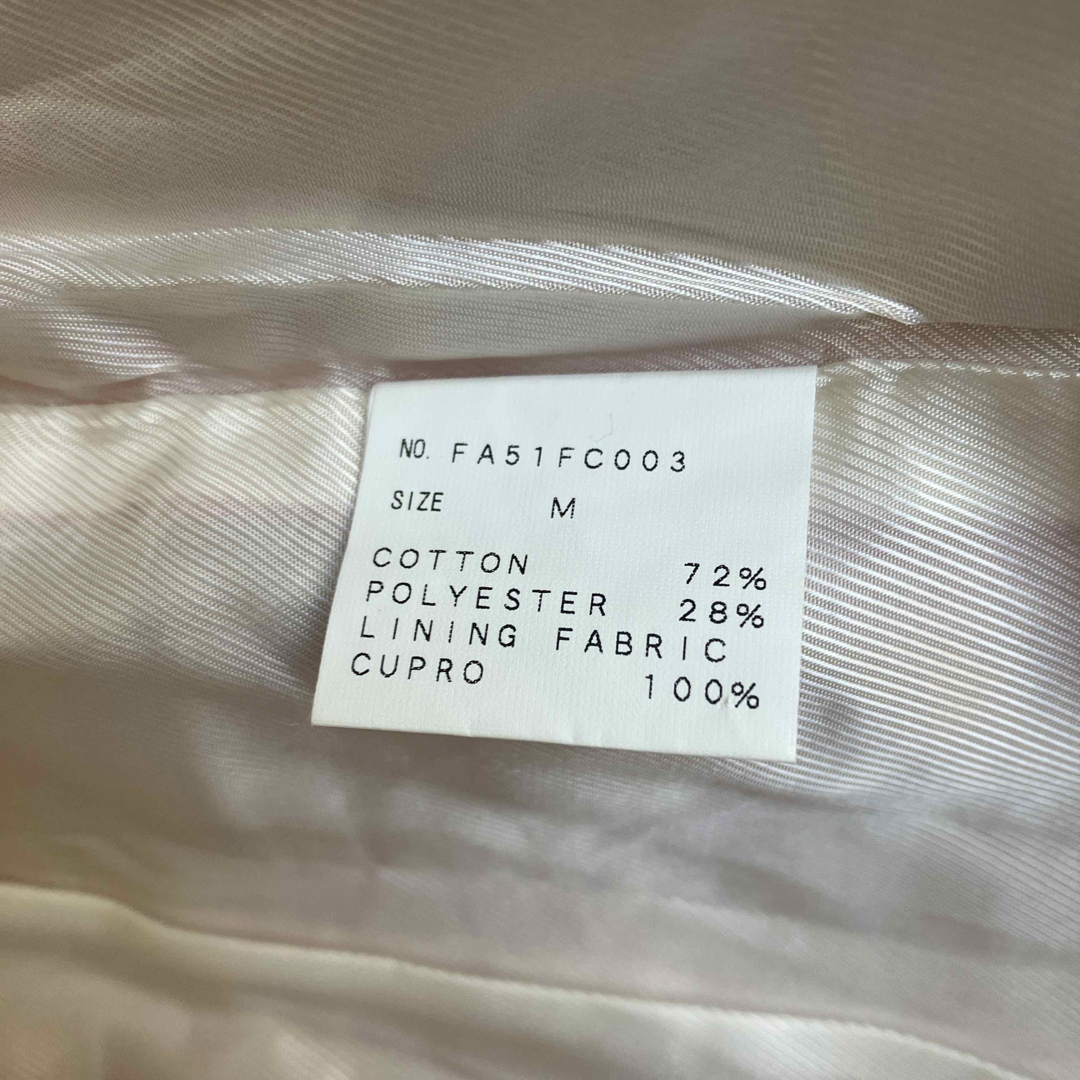 NO. FA51FC003
SIZE M
COTTON 72%
POLYESTER 28%
LINING FABRIC
CUPRO 100%